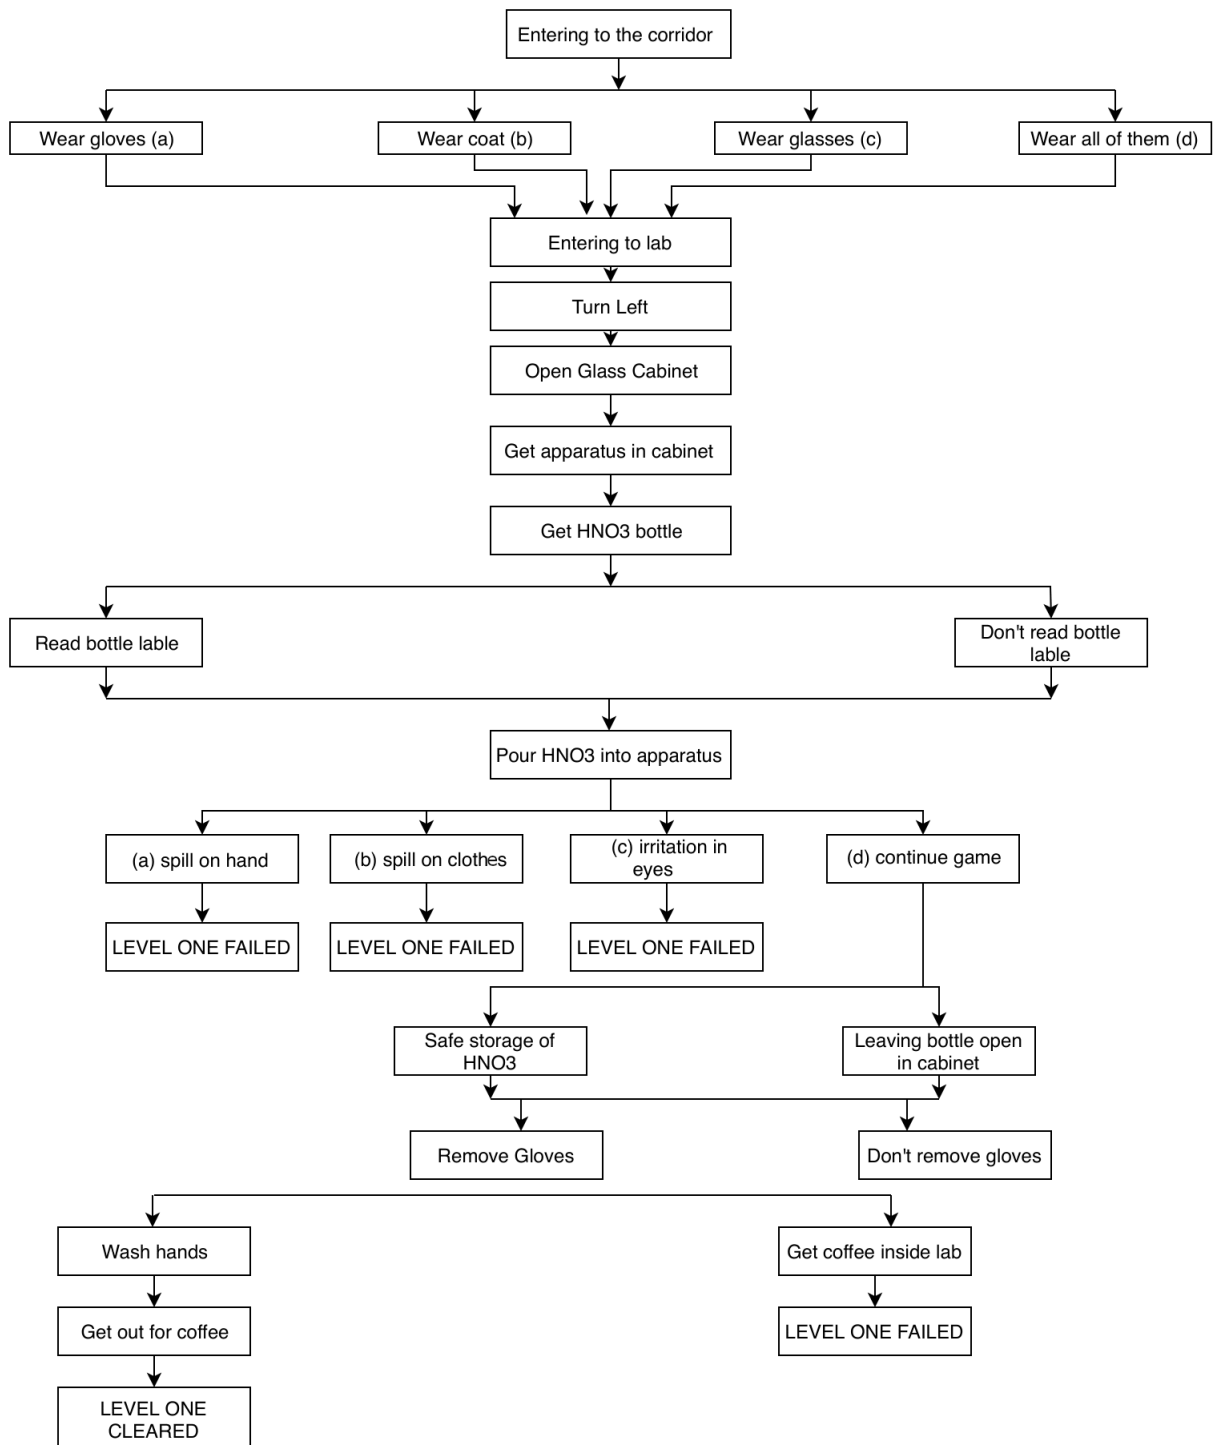 Entering to the corridor
Wear gloves (a)
Wear coat (b)
Wear glasses (c)
Wear all of them (d)
Entering to lab
Turn Left
Open Glass Cabinet
Get apparatus in cabinet
Get HNO3 bottle
Read bottle lable
Don't read bottle
lable
Pour HNO3 into apparatus
(a) spill on hand
(b) spill on clothes
(c) irritation in
eyes
(d) continue game
LEVEL ONE FAILED
LEVEL ONE FAILED
LEVEL ONE FAILED
Safe storage of
HNO3
Leaving bottle open
in cabinet
Remove Gloves
Don't remove gloves
Wash hands
Get coffee inside lab
Get out for coffee
LEVEL ONE FAILED
LEVEL ONE
CLEARED